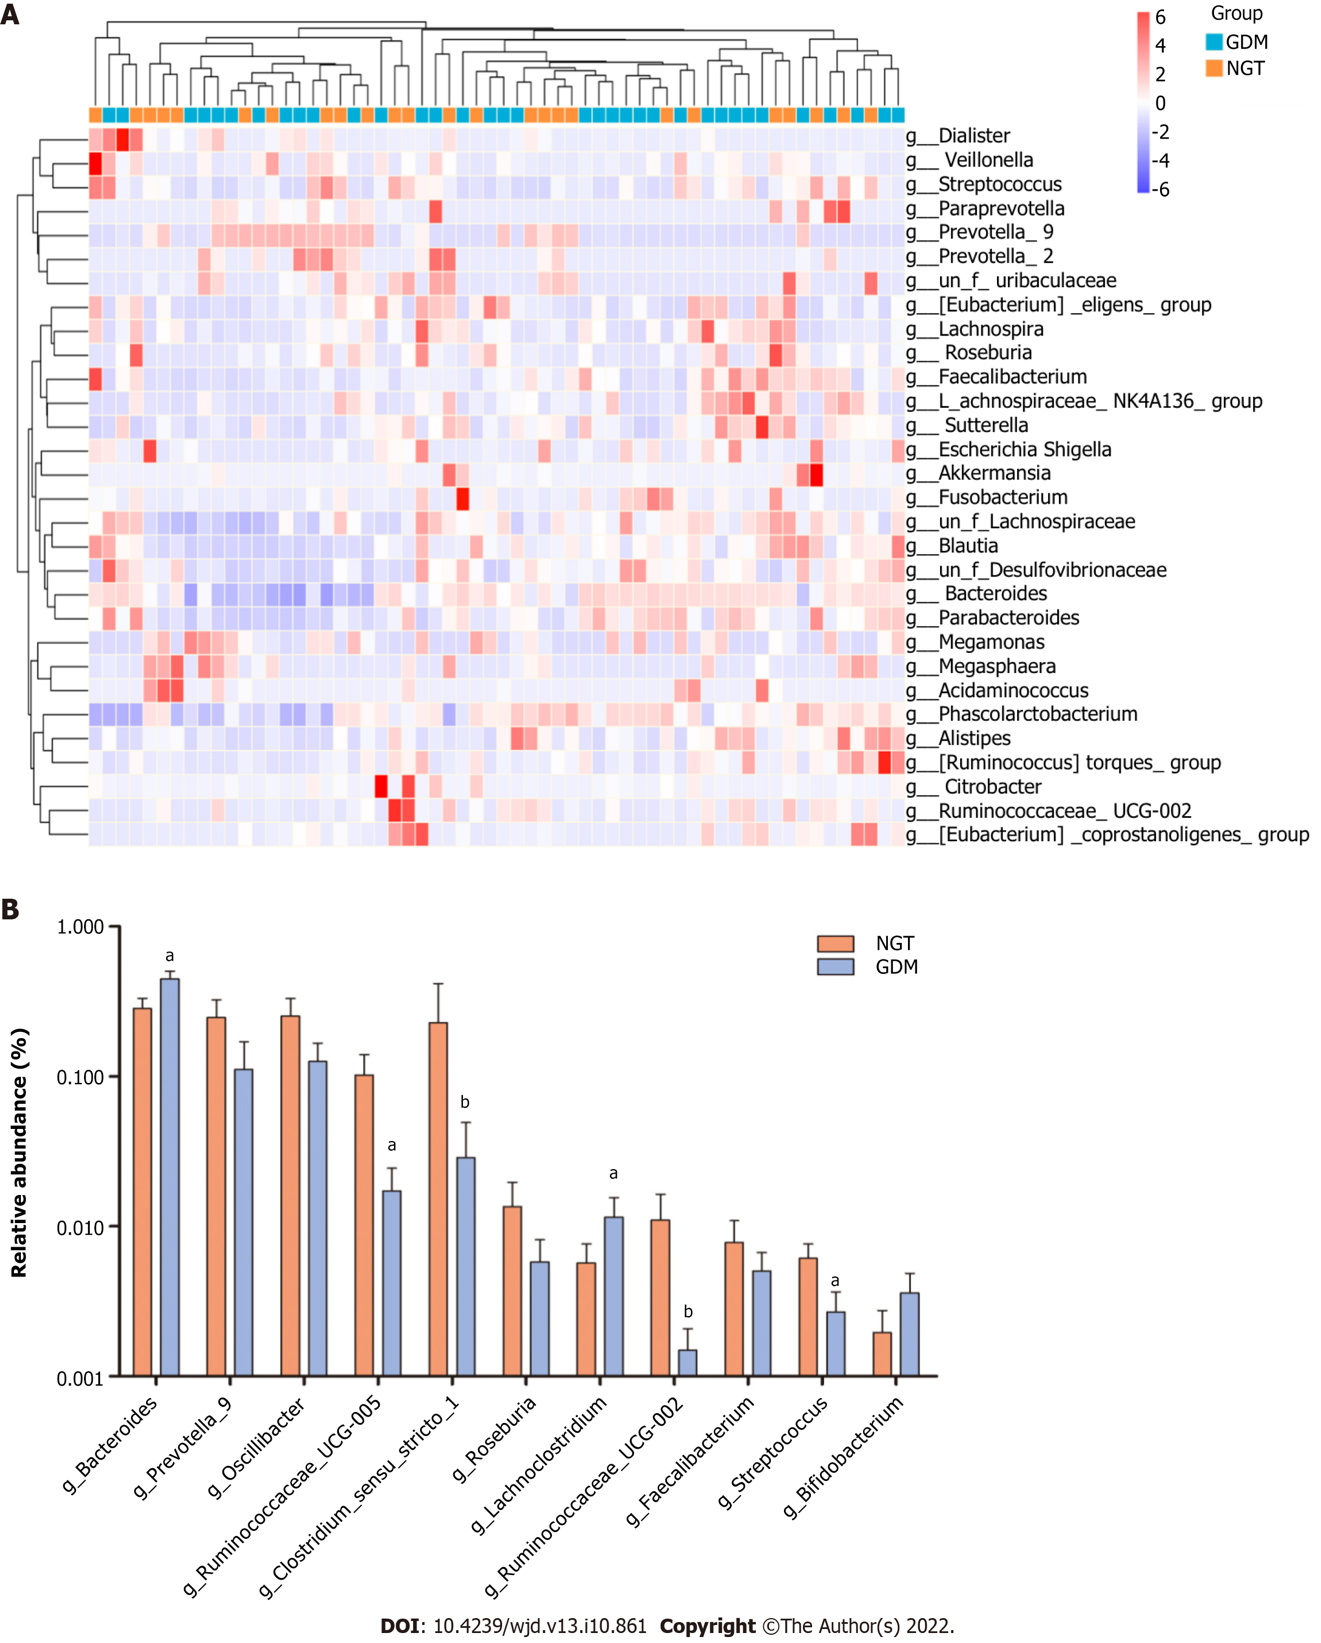 A
6
4
2
0
-2
-4
-6
Group
GDM
NGT
g__Dialister
g__ Veillonella
g__Streptococcus
g__Paraprevotella
g__Prevotella_ 9
g__Prevotella_ 2
g__un_f_ uribaculaceae
g__[Eubacterium] _eligens_ group
g__Lachnospira
g__ Roseburia
g__Faecalibacterium
g__L_achnospiraceae_ NK4A136_ group
g__ Sutterella
g__Escherichia Shigella
g__Akkermansia
g__Fusobacterium
g__un_f_Lachnospiraceae
g__Blautia
g__un_f_Desulfovibrionaceae
g__ Bacteroides
g__Parabacteroides
g__Megamonas
g__Megasphaera
g__Acidaminococcus
g__Phascolarctobacterium
g__Alistipes
g__[Ruminococcus] torques_ group
g__ Citrobacter
g__Ruminococcaceae_ UCG-002
g__[Eubacterium] _coprostanoligenes_ group
B
Relative abundance (%)
1.000
0.100
0.010
0.001
NGT
GDM
a
a
b
a
b
a
g_Bacteroides
g_Prevotella_9
g_Oscillibacter
g_Ruminococcaceae_UCG-005
g_Clostridium_sensu_stricto_1
g_Roseburia
g_Lachnoclostridium
g_Ruminococcaceae_UCG-002
g_Faecalibacterium
g_Streptococcus
g_Bifidobacterium
DOI: 10.4239/wjd.v13.i10.861 Copyright ©The Author(s) 2022.